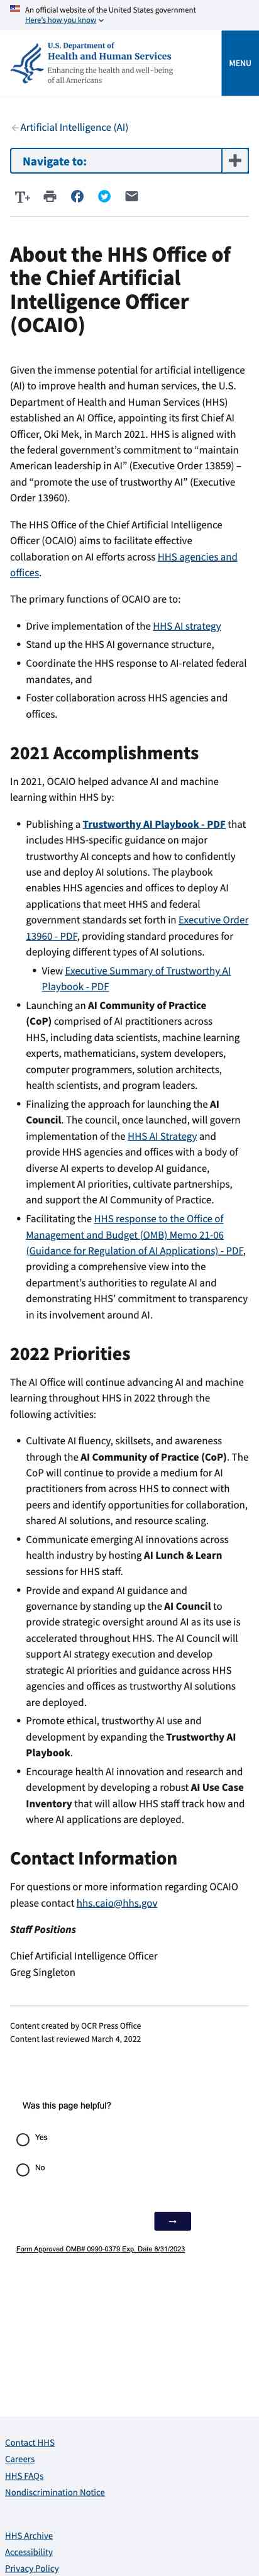 An official website of the United States government
Here's how you know
U.S. Department of
Health and Human Services
Enhancing the health and well-being
of all Americans
MENU
Artificial Intelligence (AI)
Navigate to:
T+
About the HHS Office of
the Chief Artificial
Intelligence Officer
(OCAIO)
Given the immense potential for artificial intelligence
(AI) to improve health and human services, the U.S.
Department of Health and Human Services (HHS)
established an AI Office, appointing its first Chief AI
Officer, Oki Mek, in March 2021. HHS is aligned with
the federal government's commitment to “maintain
American leadership in AI” (Executive Order 13859) –
and “promote the use of trustworthy AI” (Executive
Order 13960).
The HHS Office of the Chief Artificial Intelligence
Officer (OCAIO) aims to facilitate effective
collaboration on AI efforts across HHS agencies and
offices.
The primary functions of OCAIO are to:
• Drive implementation of the HHS AI strategy
• Stand up the HHS AI governance structure,
• Coordinate the HHS response to AI-related federal
mandates, and
• Foster collaboration across HHS agencies and
offices.
2021 Accomplishments
In 2021, OCAIO helped advance AI and machine
learning within HHS by:
• Publishing a Trustworthy AI Playbook - PDF that
includes HHS-specific guidance on major
trustworthy AI concepts and how to confidently
use and deploy AI solutions. The playbook
enables HHS agencies and offices to deploy AI
applications that meet HHS and federal
government standards set forth in Executive Order
13960 - PDF, providing standard procedures for
deploying different types of AI solutions.
• View Executive Summary of Trustworthy AI
Playbook - PDF
• Launching an AI Community of Practice
(CoP) comprised of AI practitioners across
HHS, including data scientists, machine learning
experts, mathematicians, system developers,
computer programmers, solution architects,
health scientists, and program leaders.
• Finalizing the approach for launching the AI
Council. The council, once launched, will govern
implementation of the HHS AI Strategy and
provide HHS agencies and offices with a body of
diverse AI experts to develop AI guidance,
implement AI priorities, cultivate partnerships,
and support the AI Community of Practice.
• Facilitating the HHS response to the Office of
Management and Budget (OMB) Memo 21-06
(Guidance for Regulation of AI Applications) - PDF,
providing a comprehensive view into the
department's authorities to regulate AI and
demonstrating HHS' commitment to transparency
in its involvement around AI.
2022 Priorities
The AI Office will continue advancing AI and machine
learning throughout HHS in 2022 through the
following activities:
• Cultivate AI fluency, skillsets, and awareness
through the AI Community of Practice (CoP). The
CoP will continue to provide a medium for AI
practitioners from across HHS to connect with
peers and identify opportunities for collaboration,
shared AI solutions, and resource scaling.
• Communicate emerging AI innovations across
health industry by hosting AI Lunch & Learn
sessions for HHS staff.
• Provide and expand AI guidance and
governance by standing up the AI Council to
provide strategic oversight around AI as its use is
accelerated throughout HHS. The AI Council will
support AI strategy execution and develop
strategic AI priorities and guidance across HHS
agencies and offices as trustworthy AI solutions
are deployed.
• Promote ethical, trustworthy AI use and
development by expanding the Trustworthy AI
Playbook.
• Encourage health AI innovation and research and
development by developing a robust AI Use Case
Inventory that will allow HHS staff track how and
where AI applications are deployed.
Contact Information
For questions or more information regarding OCAIO
please contact hhs.caio@hhs.gov
Staff Positions
Chief Artificial Intelligence Officer
Greg Singleton
Content created by OCR Press Office
Content last reviewed March 4, 2022
Was this page helpful?
Yes
No
→
Form Approved OMB# 0990-0379 Exp. Date 8/31/2023
Contact HHS
Careers
HHS FAQs
Nondiscrimination Notice
HHS Archive
Accessibility
Privacy Policy